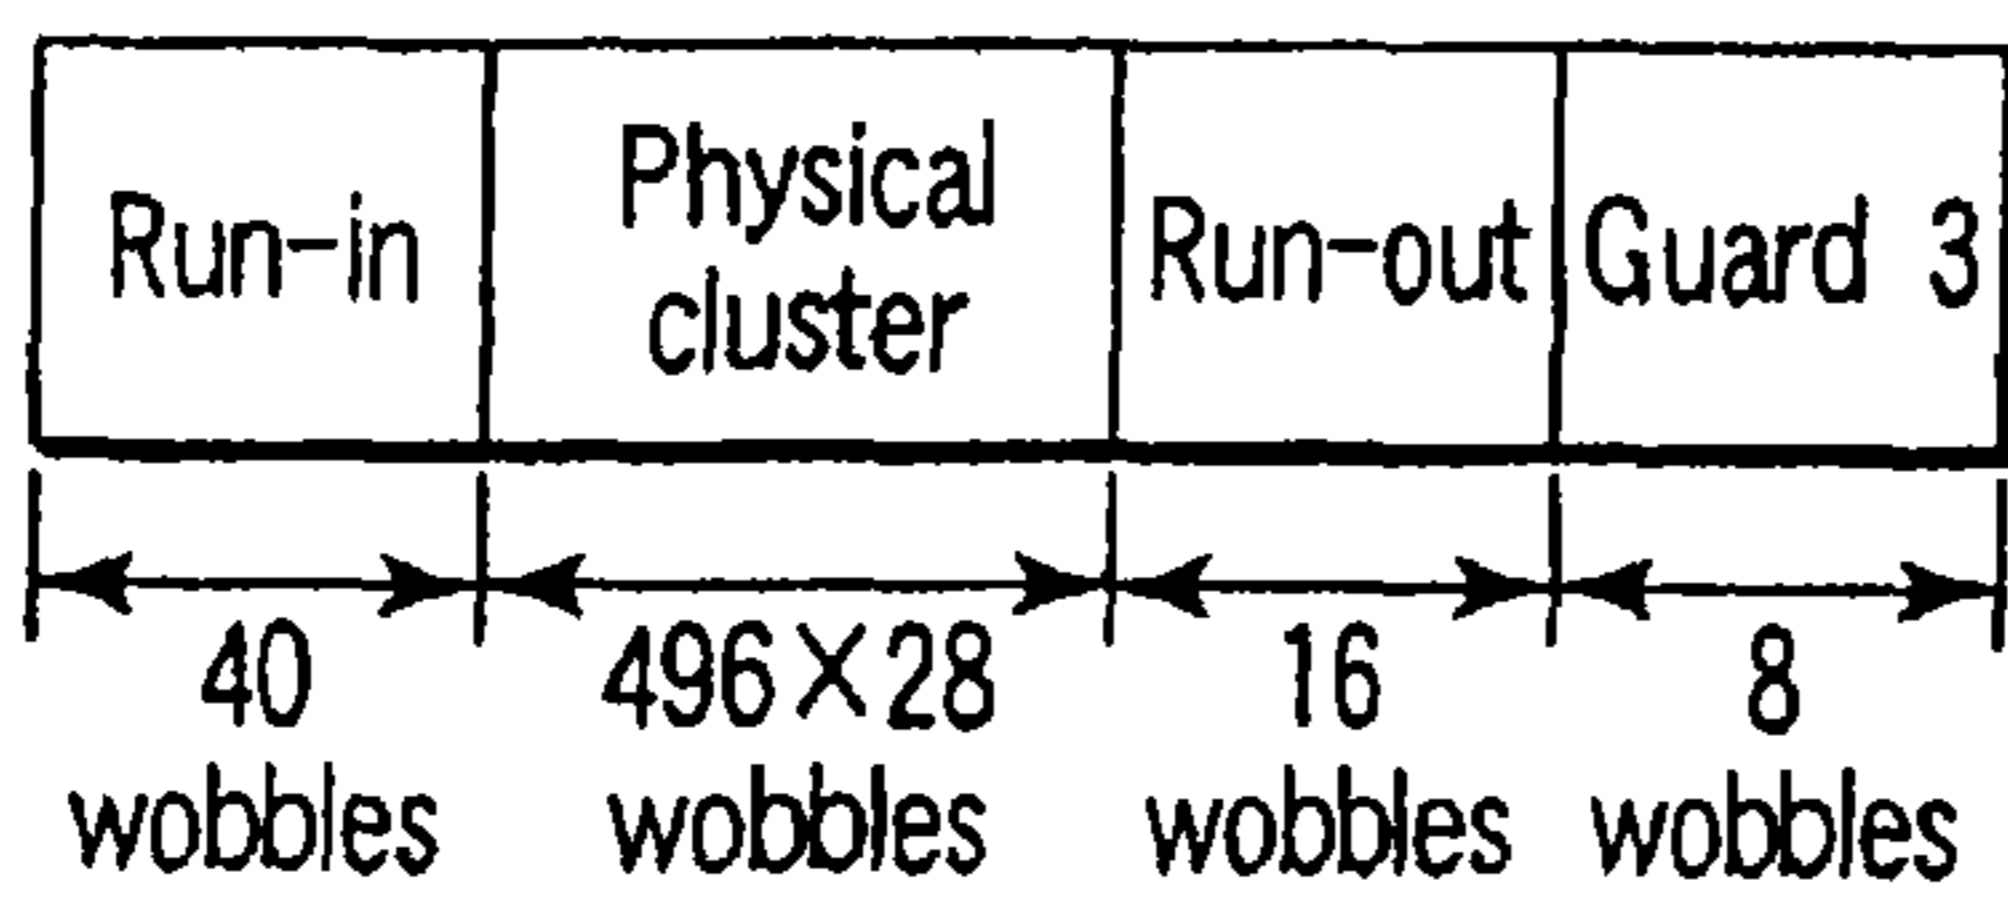 Run-in
Physical
cluster
Run-out
Guard 3
40
wobbles
496×28
wobbles
16
wobbles
8
wobbles